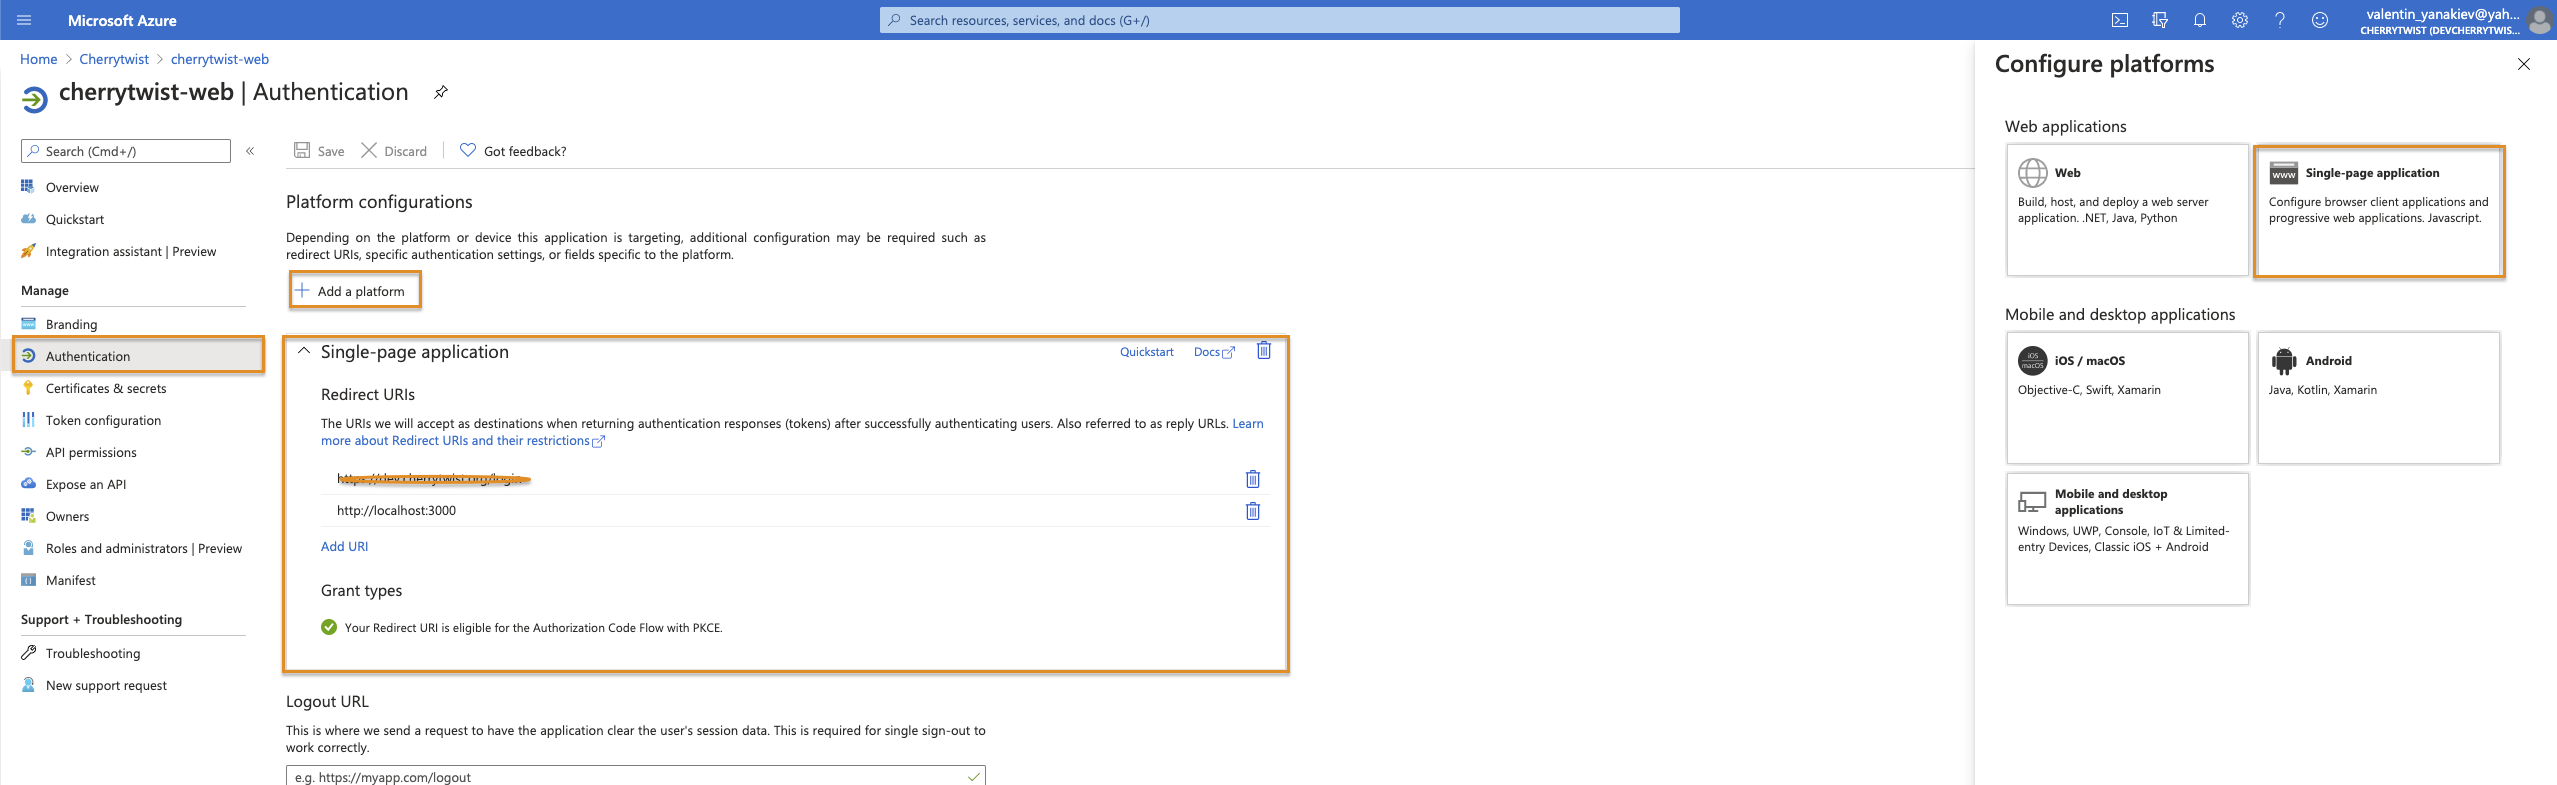 Microsoft Azure
Search resources, services, and docs (G+/)
valentin_yanakiev@yah...
CHERRYTWIST (DEVCHERRYTWIS...
Home > Cherrytwist > cherrytwist-web
cherrytwist-web | Authentication
Search (Cmd+/)
«
Overview
Quickstart
Integration assistant | Preview
Manage
Branding
Authentication
Certificates & secrets
Token configuration
API permissions
Expose an API
Owners
Roles and administrators | Preview
Manifest
Support + Troubleshooting
Troubleshooting
New support request
Save
Discard
Got feedback?
Platform configurations
Depending on the platform or device this application is targeting, additional configuration may be required such as
redirect URIs, specific authentication settings, or fields specific to the platform.
Add a platform
Single-page application
Quickstart
Docs
Redirect URIs
The URIs we will accept as destinations when returning authentication responses (tokens) after successfully authenticating users. Also referred to as reply URLs. Learn
more about Redirect URIs and their restrictions
http://localhost:3000
Add URI
Grant types
Your Redirect URI is eligible for the Authorization Code Flow with PKCE.
Logout URL
This is where we send a request to have the application clear the user's session data. This is required for single sign-out to
work correctly.
e.g. https://myapp.com/logout
Configure platforms
Web applications
Web
Build, host, and deploy a web server
application. .NET, Java, Python
www
Single-page application
Configure browser client applications and
progressive web applications. Javascript.
Mobile and desktop applications
iOS
macOS
iOS / macOS
Objective-C, Swift, Xamarin
Android
Java, Kotlin, Xamarin
Mobile and desktop
applications
Windows, UWP, Console, IoT & Limited-
entry Devices, Classic iOS + Android